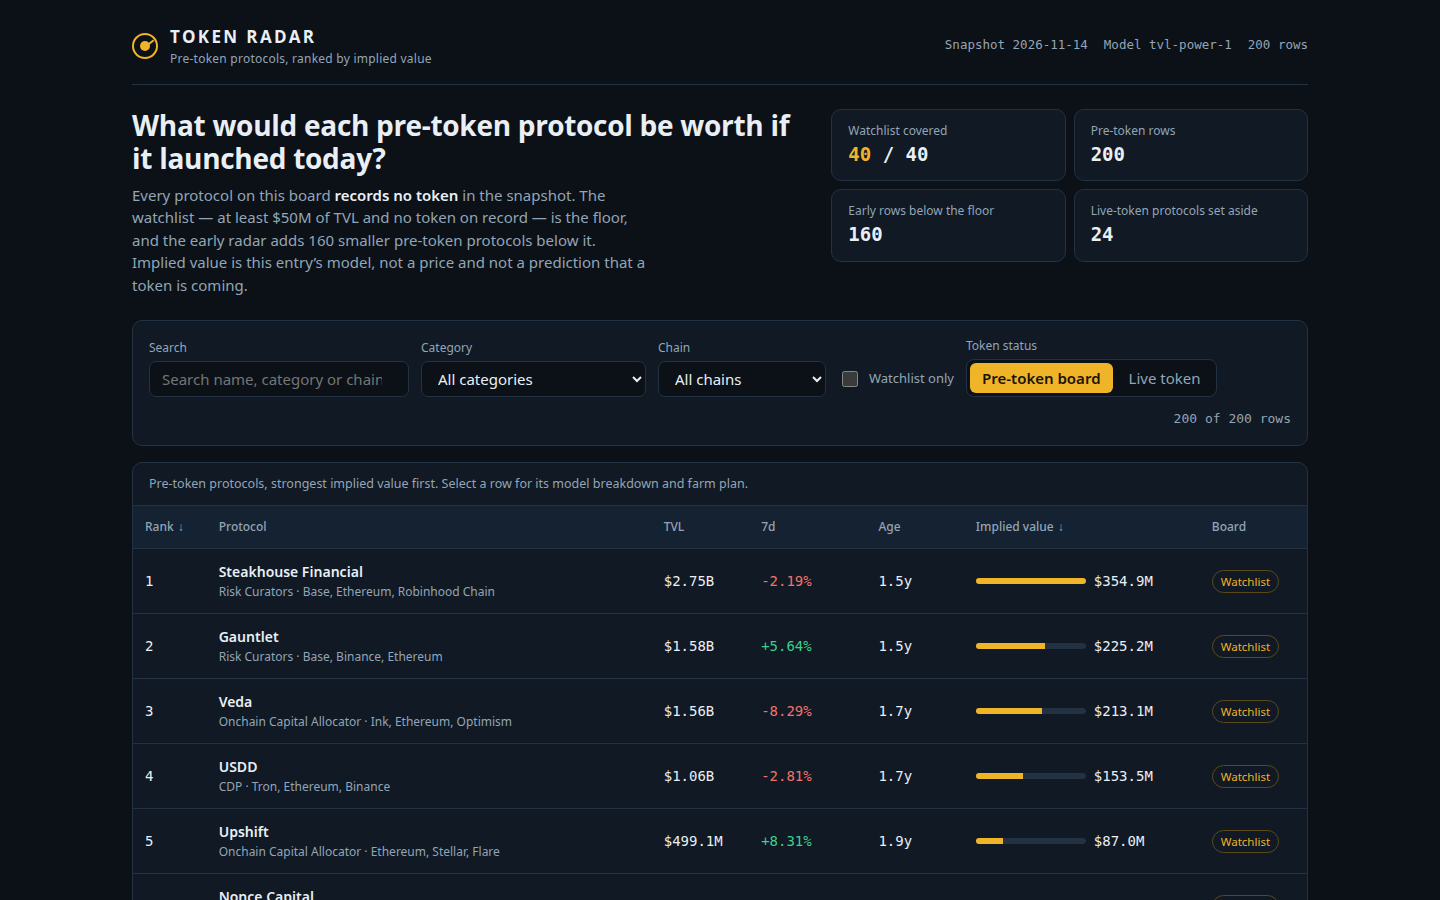 TOKEN RADAR
Pre-token protocols, ranked by implied value
Snapshot 2026-11-14 Model tvl-power-1 200 rows
What would each pre-token protocol be worth if
it launched today?
Every protocol on this board records no token in the snapshot. The
watchlist — at least $50M of TVL and no token on record — is the floor,
and the early radar adds 160 smaller pre-token protocols below it.
Implied value is this entry’s model, not a price and not a prediction that a
token is coming.
Watchlist covered
40 / 40
Pre-token rows
200
Early rows below the floor
160
Live-token protocols set aside
24
Search
Search name, category or chain
Category
All categories
Chain
All chains
Watchlist only
Token status
Pre-token board
Live token
200 of 200 rows
Pre-token protocols, strongest implied value first. Select a row for its model breakdown and farm plan.
Rank ↓ Protocol TVL 7d Age Implied value ↓ Board
1 Steakhouse Financial $2.75B -2.19% 1.5y $354.9M Watchlist
Risk Curators · Base, Ethereum, Robinhood Chain
2 Gauntlet $1.58B +5.64% 1.5y $225.2M Watchlist
Risk Curators · Base, Binance, Ethereum
3 Veda $1.56B -8.29% 1.7y $213.1M Watchlist
Onchain Capital Allocator · Ink, Ethereum, Optimism
4 USDD $1.06B -2.81% 1.7y $153.5M Watchlist
CDP · Tron, Ethereum, Binance
5 Upshift $499.1M +8.31% 1.9y $87.0M Watchlist
Onchain Capital Allocator · Ethereum, Stellar, Flare
Nonce Capital